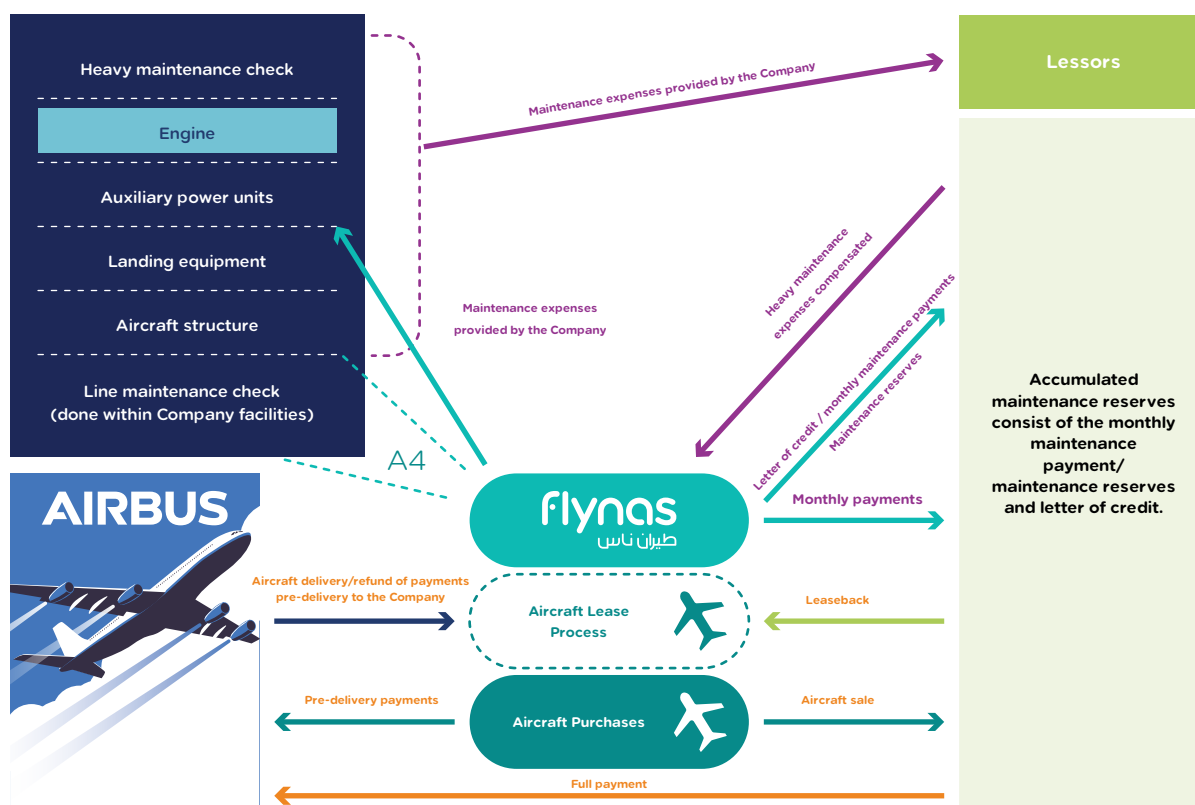 Heavy maintenance check
Engine
Auxiliary power units
Landing equipment
Aircraft structure
Line maintenance check
(done within Company facilities)
Maintenance expenses provided by the Company
Lessors
Heavy maintenance
expenses compensated
Maintenance expenses
provided by the Company
Letter of credit / monthly maintenance payments
Maintenance reserves
Accumulated
maintenance reserves
consist of the monthly
maintenance
payment/
maintenance reserves
and letter of credit.
A4
flynas
طيران ناس
Monthly payments
AIRBUS
Aircraft delivery/refund of payments
pre-delivery to the Company
Aircraft Lease
Process
Leaseback
Pre-delivery payments
Aircraft Purchases
Aircraft sale
Full payment